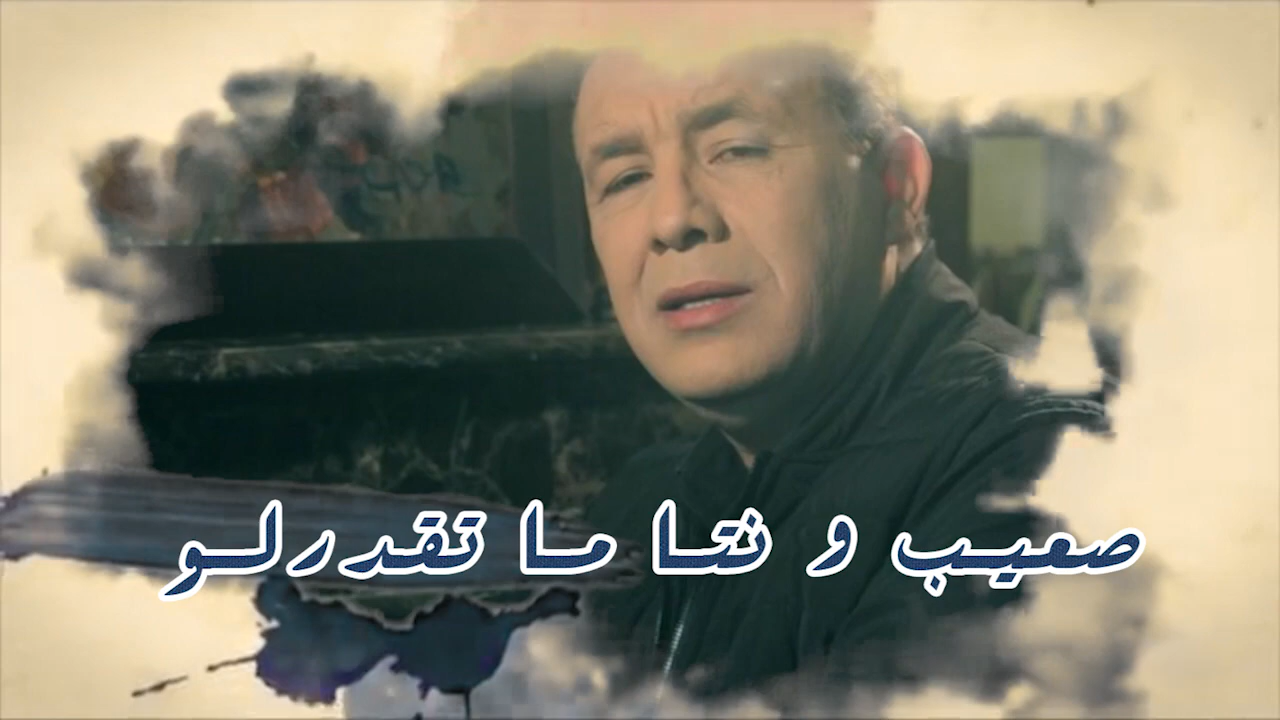 صعيب و نتا ما تقدرلو